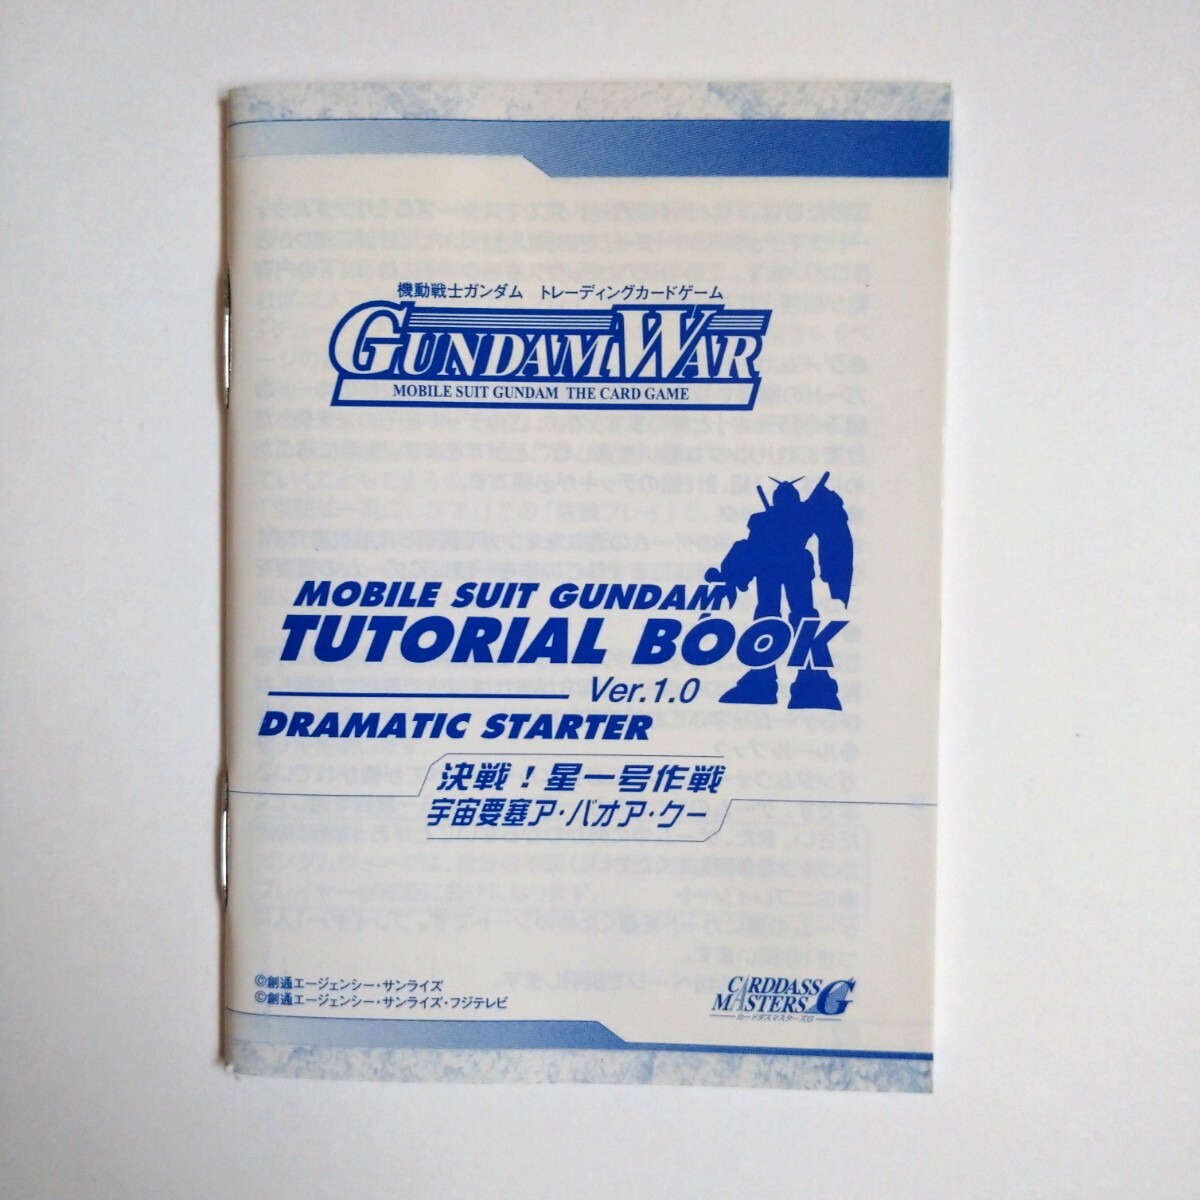 機動戦士ガンダム　トレーディングカードゲーム
GUNDAM WAR
MOBILE SUIT GUNDAM THE CARD GAME
MOBILE SUIT GUNDAM
TUTORIAL BOOK
Ver.1.0
DRAMATIC STARTER
決戦！星一号作戦
宇宙要塞ア・バオア・クー
©創通エージェンシー・サンライズ
©創通エージェンシー・サンライズ・フジテレビ
CARDDASS
MASTERS G
カードダスマスターズG